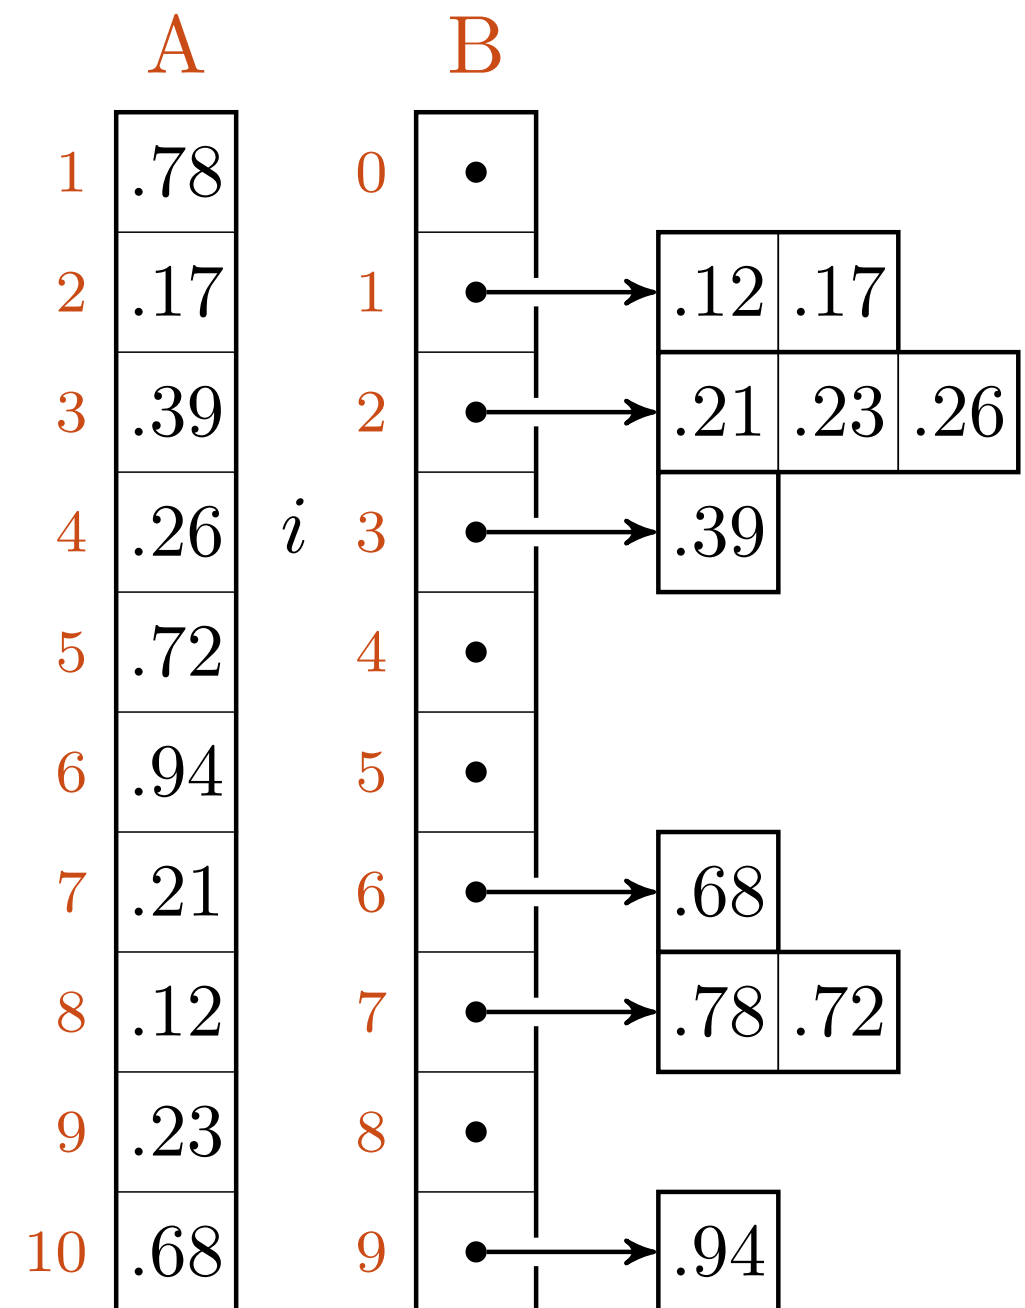 A B
1 .78 0
2 .17 1 .12 .17
3 .39 2 .21 .23 .26
4 .26 i 3 .39
5 .72 4
6 .94 5
7 .21 6 .68
8 .12 7 .78 .72
9 .23 8
10 .68 9 .94